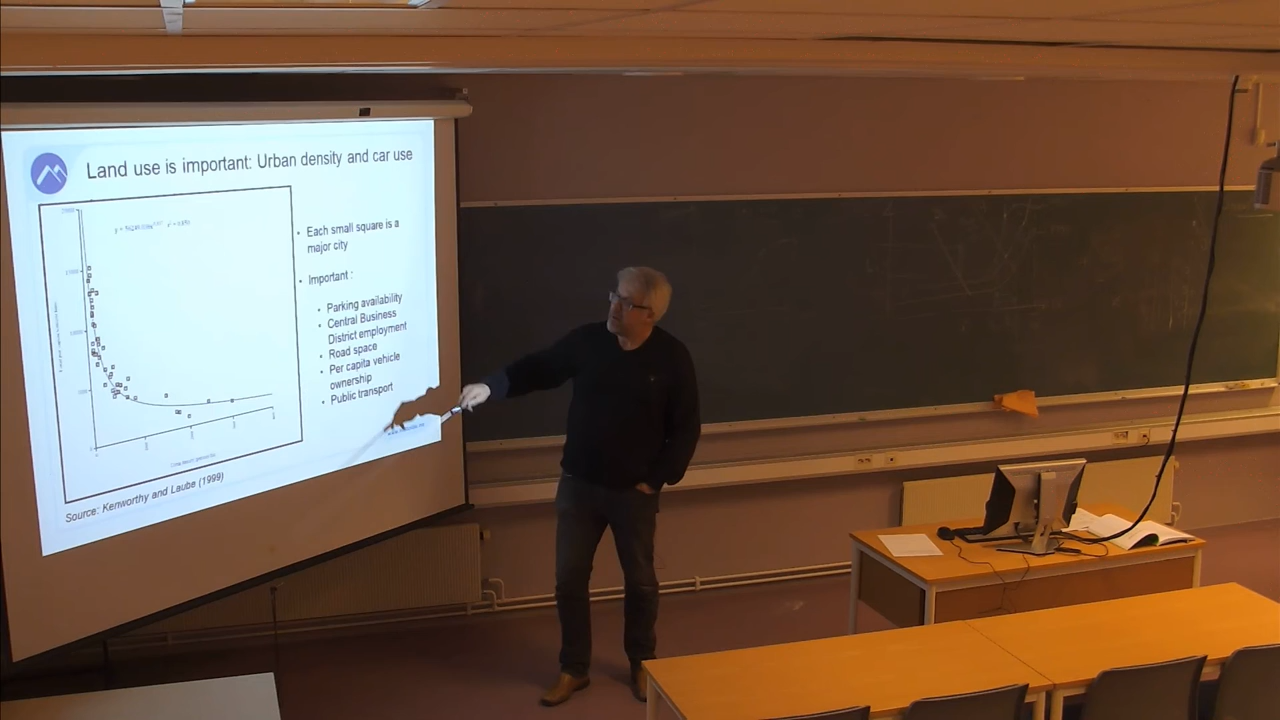 Land use is important: Urban density and car use
Each small square is a
major city
Important :
Parking availability
Central Business
District employment
Road space
Per capita vehicle
ownership
Public transport
Source: Kenworthy and Laube (1999)